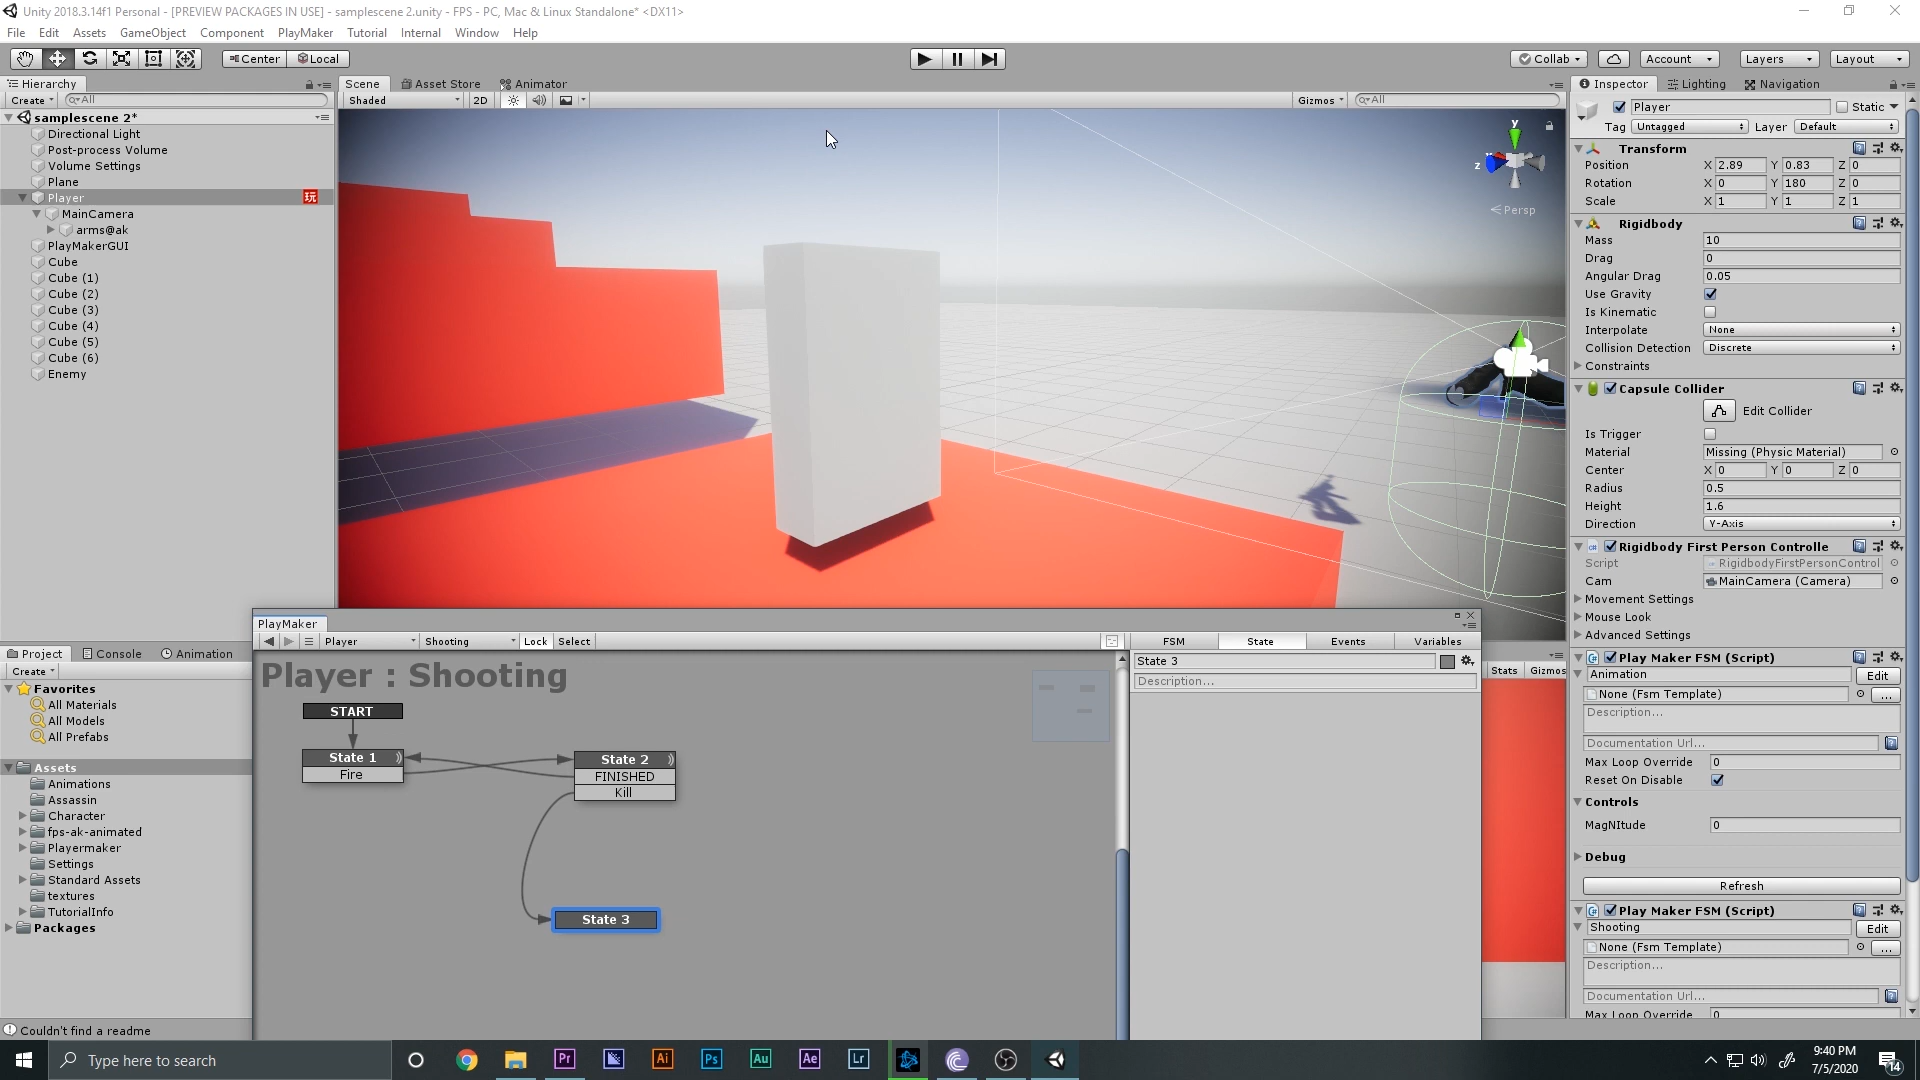 Unity 2018.3.14f1 Personal - [PREVIEW PACKAGES IN USE] - samplescene 2.unity - FPS - PC, Mac & Linux Standalone* <DX11>
File Edit Assets GameObject Component PlayMaker Tutorial Internal Window Help
Center Local
Collab Account Layers Layout
Hierarchy
Create All
samplescene 2*
Directional Light
Post-process Volume
Volume Settings
Plane
Player 玩
MainCamera
arms@ak
PlayMakerGUI
Cube
Cube (1)
Cube (2)
Cube (3)
Cube (4)
Cube (5)
Cube (6)
Enemy
Scene Asset Store Animator
Shaded 2D Gizmos All
y
z
Persp
Inspector Lighting Navigation
Player Static
Tag Untagged Layer Default
Transform
Position X 2.89 Y 0.83 Z 0
Rotation X 0 Y 180 Z 0
Scale X 1 Y 1 Z 1
Rigidbody
Mass 10
Drag 0
Angular Drag 0.05
Use Gravity
Is Kinematic
Interpolate None
Collision Detection Discrete
Constraints
Capsule Collider
Edit Collider
Is Trigger
Material Missing (Physic Material)
Center X 0 Y 0 Z 0
Radius 0.5
Height 1.6
Direction Y-Axis
Rigidbody First Person Controlle
Script RigidbodyFirstPersonControl
Cam MainCamera (Camera)
Movement Settings
Mouse Look
Advanced Settings
Play Maker FSM (Script)
Animation Edit
None (Fsm Template) ...
Description...
Documentation Url...
Max Loop Override 0
Reset On Disable
Controls
MagNItude 0
Debug
Refresh
Play Maker FSM (Script)
Shooting Edit
None (Fsm Template) ...
Description...
Documentation Url...
Max Loop Override 0
Project Console Animation
Create
Favorites
All Materials
All Models
All Prefabs
Assets
Animations
Assassin
Character
fps-ak-animated
Playermaker
Settings
Standard Assets
textures
TutorialInfo
Packages
Couldn't find a readme
PlayMaker
Player Shooting Lock Select
FSM State Events Variables
Player : Shooting
START
State 1
Fire
State 2
FINISHED
Kill
State 3
State 3
Description...
Stats Gizmos
Type here to search
Pr Ai Ps Au Ae Lr
9:40 PM
7/5/2020
14